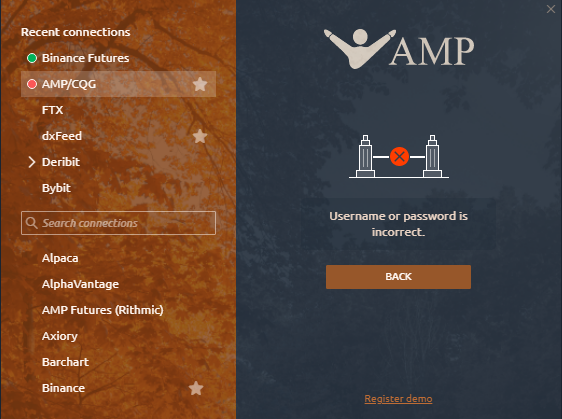 Recent connections
Binance Futures
AMP/CQG
FTX
dxFeed
Deribit
Bybit
Search connections
Alpaca
AlphaVantage
AMP Futures (Rithmic)
Axiory
Barchart
Binance
AMP
Username or password is
incorrect.
BACK
Register demo